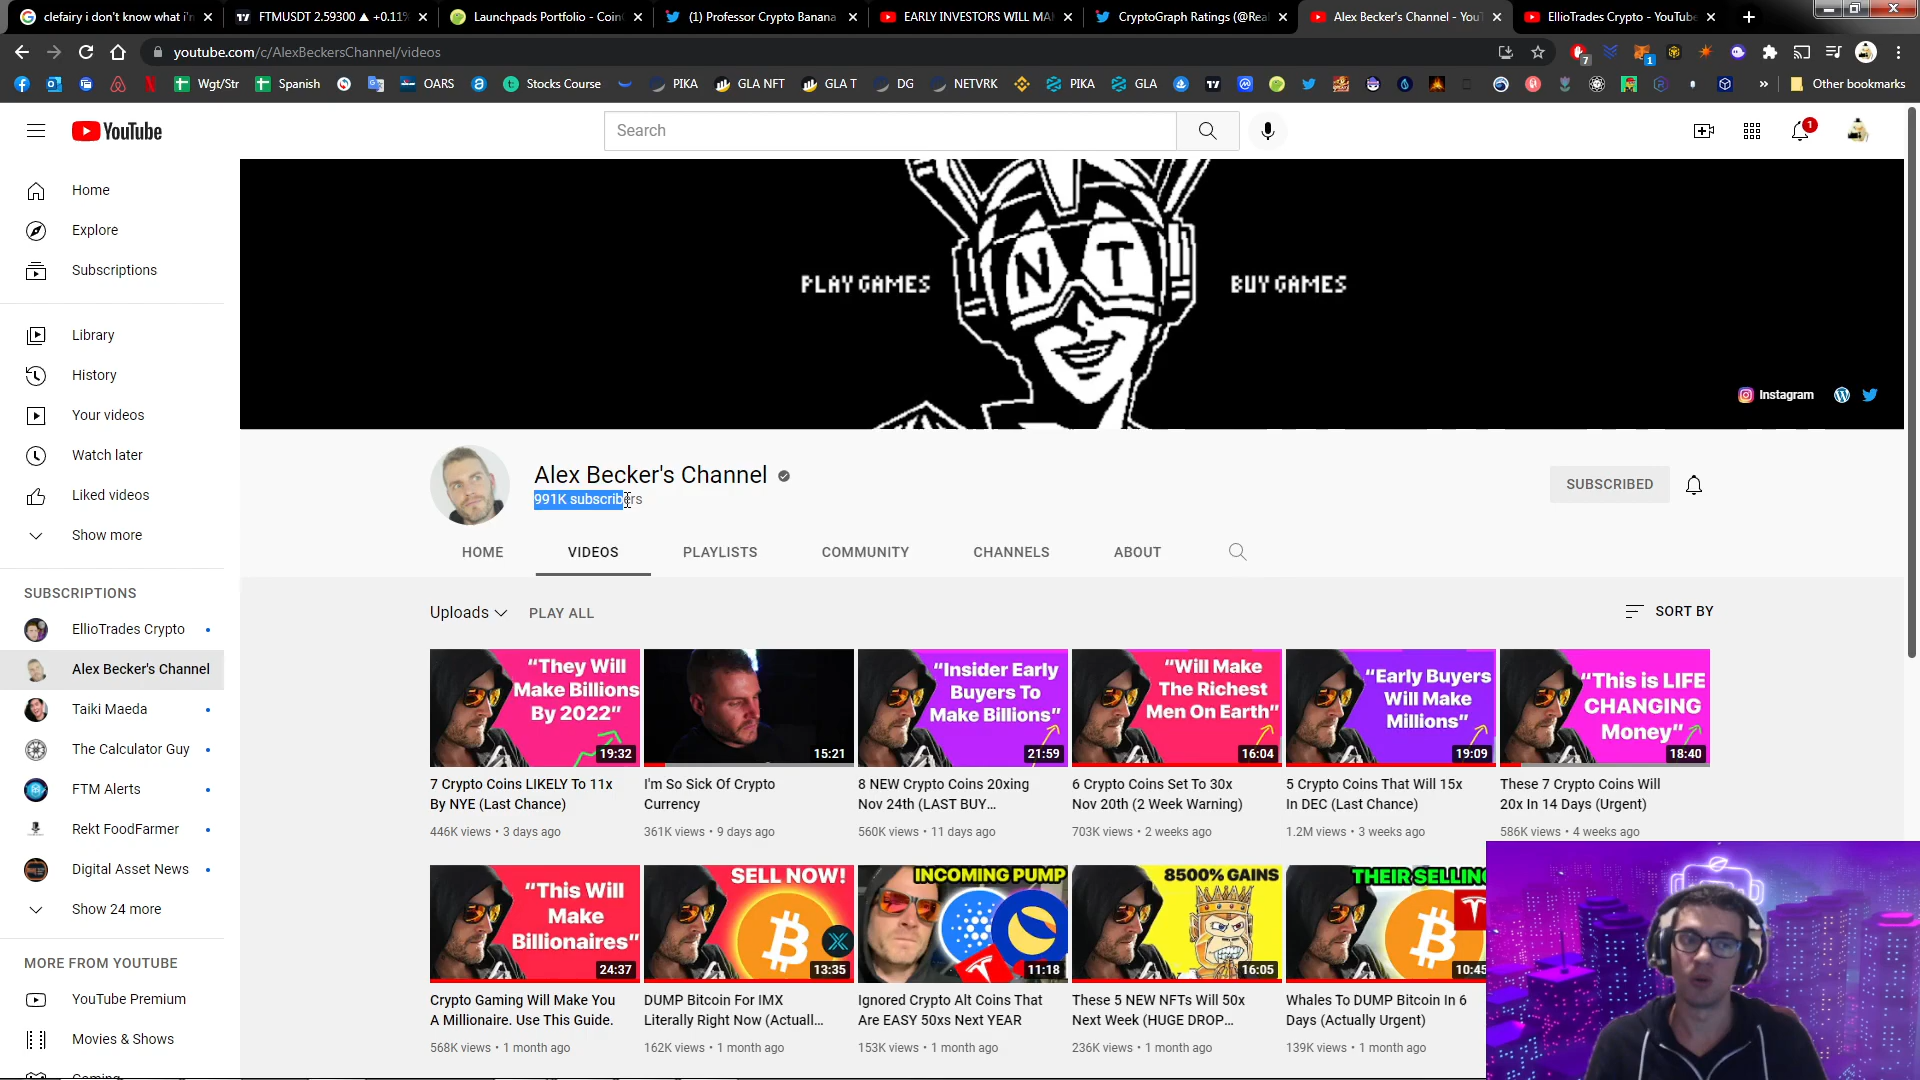 clefairy i don't know what i'm
FTMUSDT 2.59300 ▲ +0.11%
Launchpads Portfolio - Coin
(1) Professor Crypto Banana
EARLY INVESTORS WILL MA
CryptoGraph Ratings (@Real
Alex Becker's Channel - YouT
EllioTrades Crypto - YouTube
youtube.com/c/AlexBeckersChannel/videos
7
1
Wgt/Str
Spanish
OARS
Stocks Course
PIKA
GLA NFT
GLA T
DG
NETVRK
PIKA
GLA
Other bookmarks
YouTube
Search
1
Home
Explore
Subscriptions
Library
History
Your videos
Watch later
Liked videos
Show more
SUBSCRIPTIONS
EllioTrades Crypto
Alex Becker's Channel
Taiki Maeda
The Calculator Guy
FTM Alerts
Rekt FoodFarmer
Digital Asset News
Show 24 more
MORE FROM YOUTUBE
YouTube Premium
Movies & Shows
Gaming
PLAY GAMES
N T
BUY GAMES
Instagram
Alex Becker's Channel
991K subscribers
SUBSCRIBED
HOME
VIDEOS
PLAYLISTS
COMMUNITY
CHANNELS
ABOUT
Uploads
PLAY ALL
SORT BY
"They Will
Make Billions
By 2022"
19:32
7 Crypto Coins LIKELY To 11x
By NYE (Last Chance)
446K views • 3 days ago
15:21
I'm So Sick Of Crypto
Currency
361K views • 9 days ago
"Insider Early
Buyers To
Make Billions"
21:59
8 NEW Crypto Coins 20xing
Nov 24th (LAST BUY...
560K views • 11 days ago
"Will Make
The Richest
Men On Earth"
16:04
6 Crypto Coins Set To 30x
Nov 20th (2 Week Warning)
703K views • 2 weeks ago
"Early Buyers
Will Make
Millions"
19:09
5 Crypto Coins That Will 15x
In DEC (Last Chance)
1.2M views • 3 weeks ago
"This is LIFE
CHANGING
Money"
18:40
These 7 Crypto Coins Will
20x In 14 Days (Urgent)
586K views • 4 weeks ago
"This Will
Make
Billionaires"
24:37
Crypto Gaming Will Make You
A Millionaire. Use This Guide.
568K views • 1 month ago
SELL NOW!
13:35
DUMP Bitcoin For IMX
Literally Right Now (Actuall...
162K views • 1 month ago
INCOMING PUMP
11:18
Ignored Crypto Alt Coins That
Are EASY 50xs Next YEAR
153K views • 1 month ago
8500% GAINS
16:05
These 5 NEW NFTs Will 50x
Next Week (HUGE DROP...
236K views • 1 month ago
THEIR SELLING
10:45
Whales To DUMP Bitcoin In 6
Days (Actually Urgent)
139K views • 1 month ago